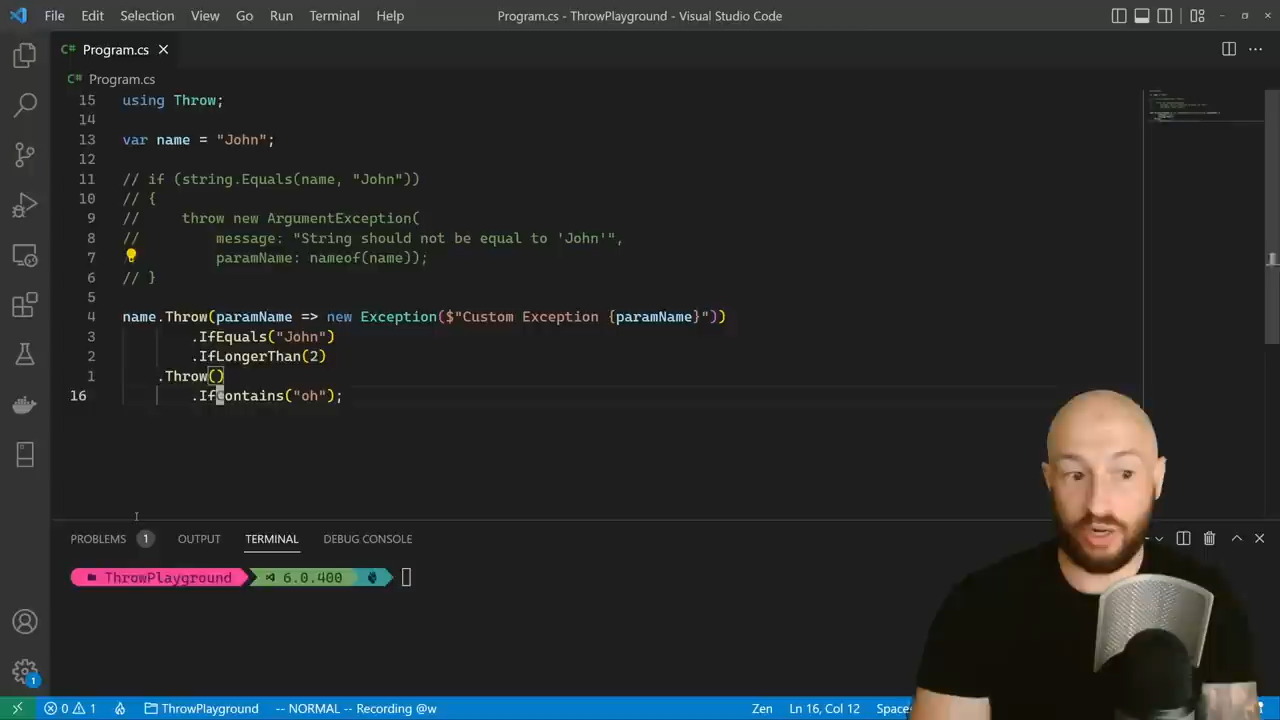 File Edit Selection View Go Run Terminal Help Program.cs - ThrowPlayground - Visual Studio Code
C# Program.cs
C# Program.cs
15 using Throw;
14
13 var name = "John";
12
11 // if (string.Equals(name, "John"))
10 // {
9 // throw new ArgumentException(
8 // message: "String should not be equal to 'John'",
7 // paramName: nameof(name));
6 // }
5
4 name.Throw(paramName => new Exception($"Custom Exception {paramName}"))
3 .IfEquals("John")
2 .IfLongerThan(2)
1 .Throw()
16 .IfContains("oh");
PROBLEMS 1 OUTPUT TERMINAL DEBUG CONSOLE
ThrowPlayground 6.0.400
1
0 1 ThrowPlayground -- NORMAL -- Recording @w Zen Ln 16, Col 12